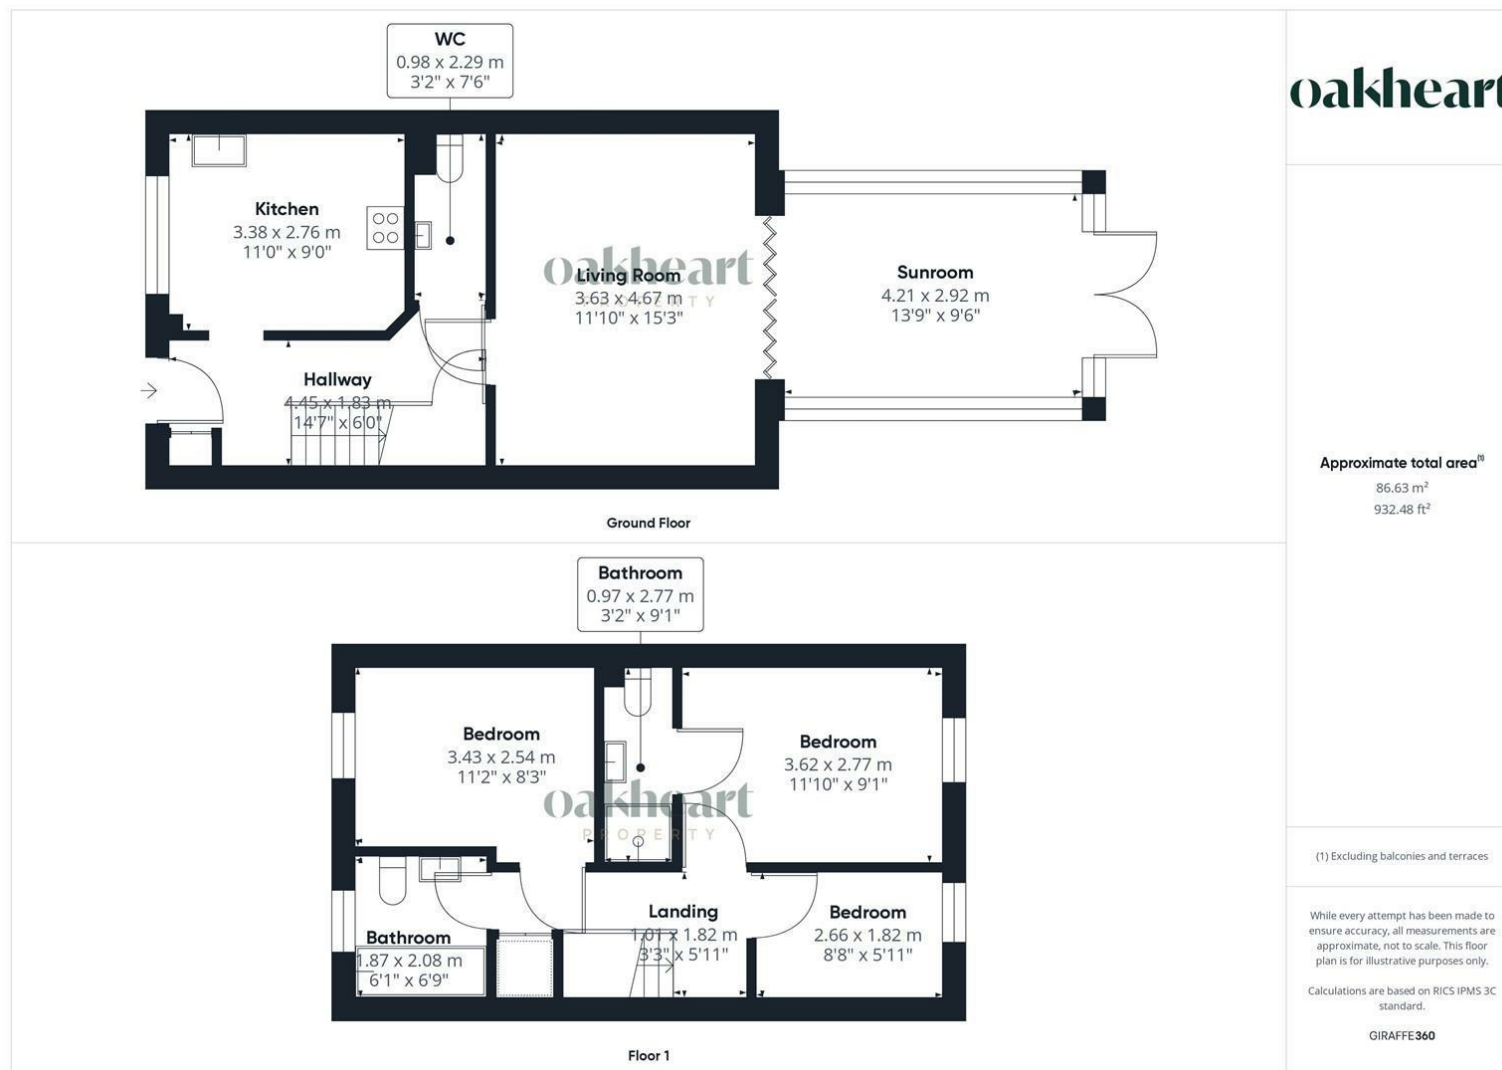 WC
0.98 x 2.29 m
3'2" x 7'6"
Kitchen
3.38 x 2.76 m
11'0" x 9'0"
oakheart
PROPERTY
Living Room
3.63 x 4.67 m
11'10" x 15'3"
Sunroom
4.21 x 2.92 m
13'9" x 9'6"
Hallway
4.45 x 1.83 m
14'7" x 6'0"
Ground Floor
Bathroom
0.97 x 2.77 m
3'2" x 9'1"
Bedroom
3.43 x 2.54 m
11'2" x 8'3"
Bedroom
3.62 x 2.77 m
11'10" x 9'1"
oakheart
PROPERTY
Bathroom
1.87 x 2.08 m
6'1" x 6'9"
Landing
1.01 x 1.82 m
3'3" x 5'11"
Bedroom
2.66 x 1.82 m
8'8" x 5'11"
Floor 1
oakheart
Approximate total area(1)
86.63 m²
932.48 ft²
(1) Excluding balconies and terraces
While every attempt has been made to
ensure accuracy, all measurements are
approximate, not to scale. This floor
plan is for illustrative purposes only.
Calculations are based on RICS IPMS 3C
standard.
GIRAFFE360